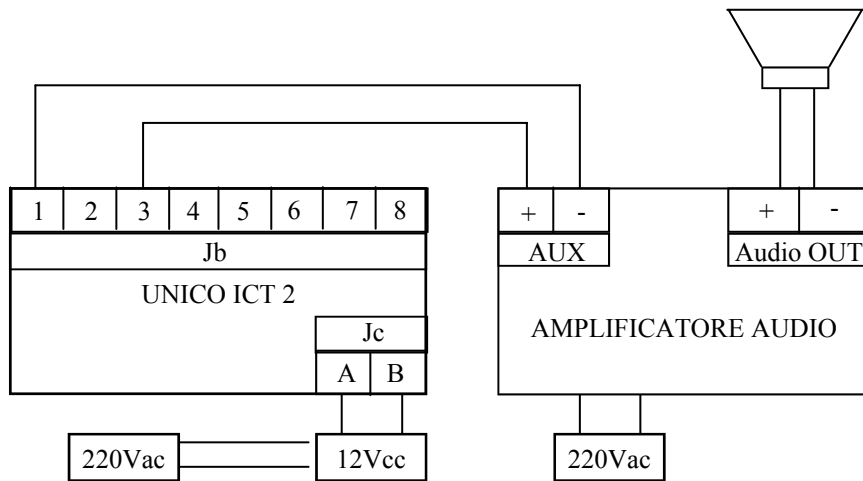 1 2 3 4 5 6 7 8
+ - + -
Jb AUX Audio OUT
UNICO ICT 2
Jc
AMPLIFICATORE AUDIO
A B
220Vac 12Vcc 220Vac